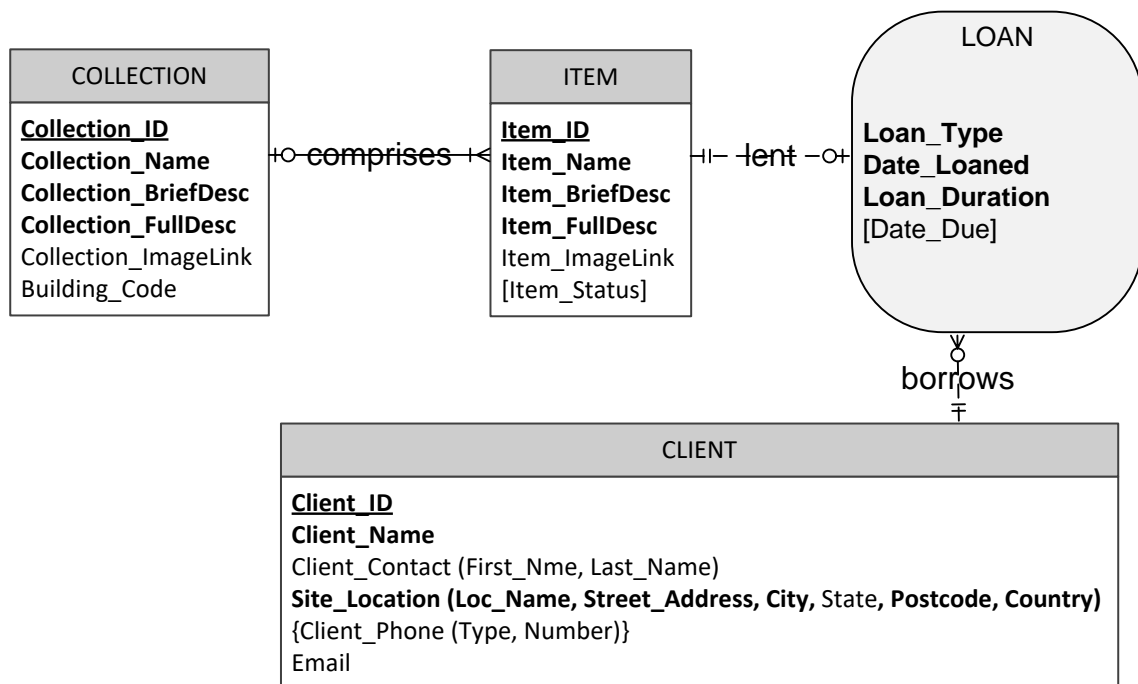 COLLECTION
Collection_ID
Collection_Name
Collection_BriefDesc
Collection_FullDesc
Collection_ImageLink
Building_Code
comprises
ITEM
Item_ID
Item_Name
Item_BriefDesc
Item_FullDesc
Item_ImageLink
[Item_Status]
lent
LOAN
Loan_Type
Date_Loaned
Loan_Duration
[Date_Due]
borrows
CLIENT
Client_ID
Client_Name
Client_Contact (First_Nme, Last_Name)
Site_Location (Loc_Name, Street_Address, City, State, Postcode, Country)
{Client_Phone (Type, Number)}
Email